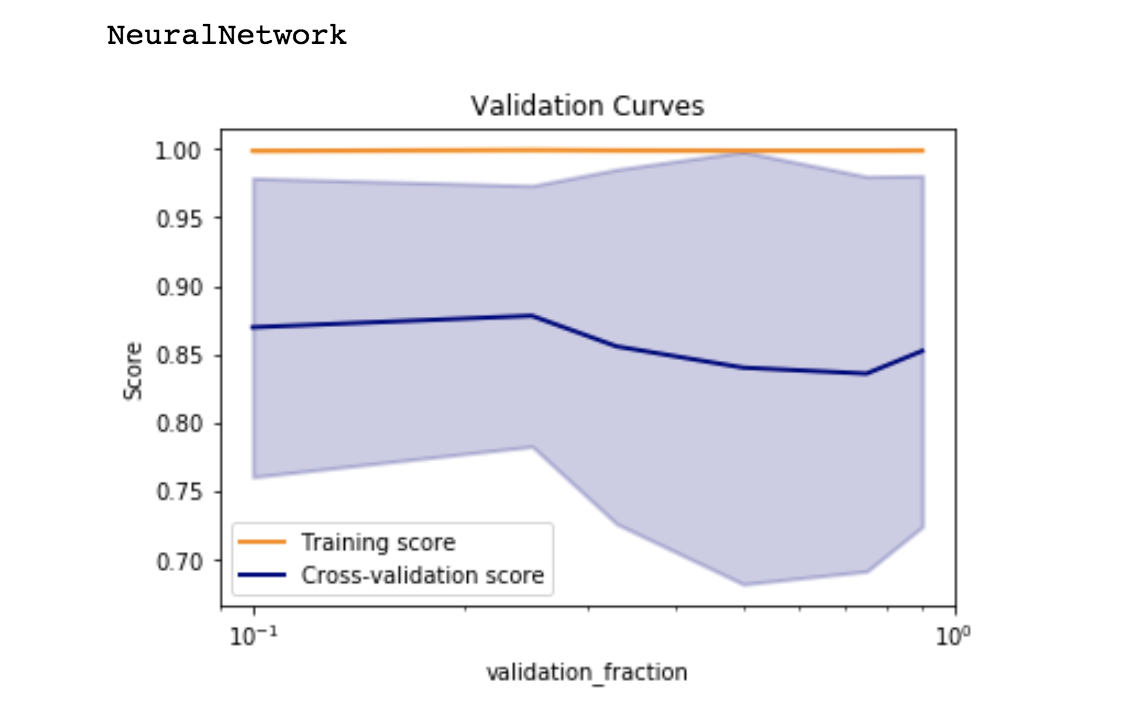 NeuralNetwork
Validation Curves
1.00
0.95
0.90
0.85
0.80
0.75
0.70
Score
Training score
Cross-validation score
10⁻¹
10⁰
validation_fraction